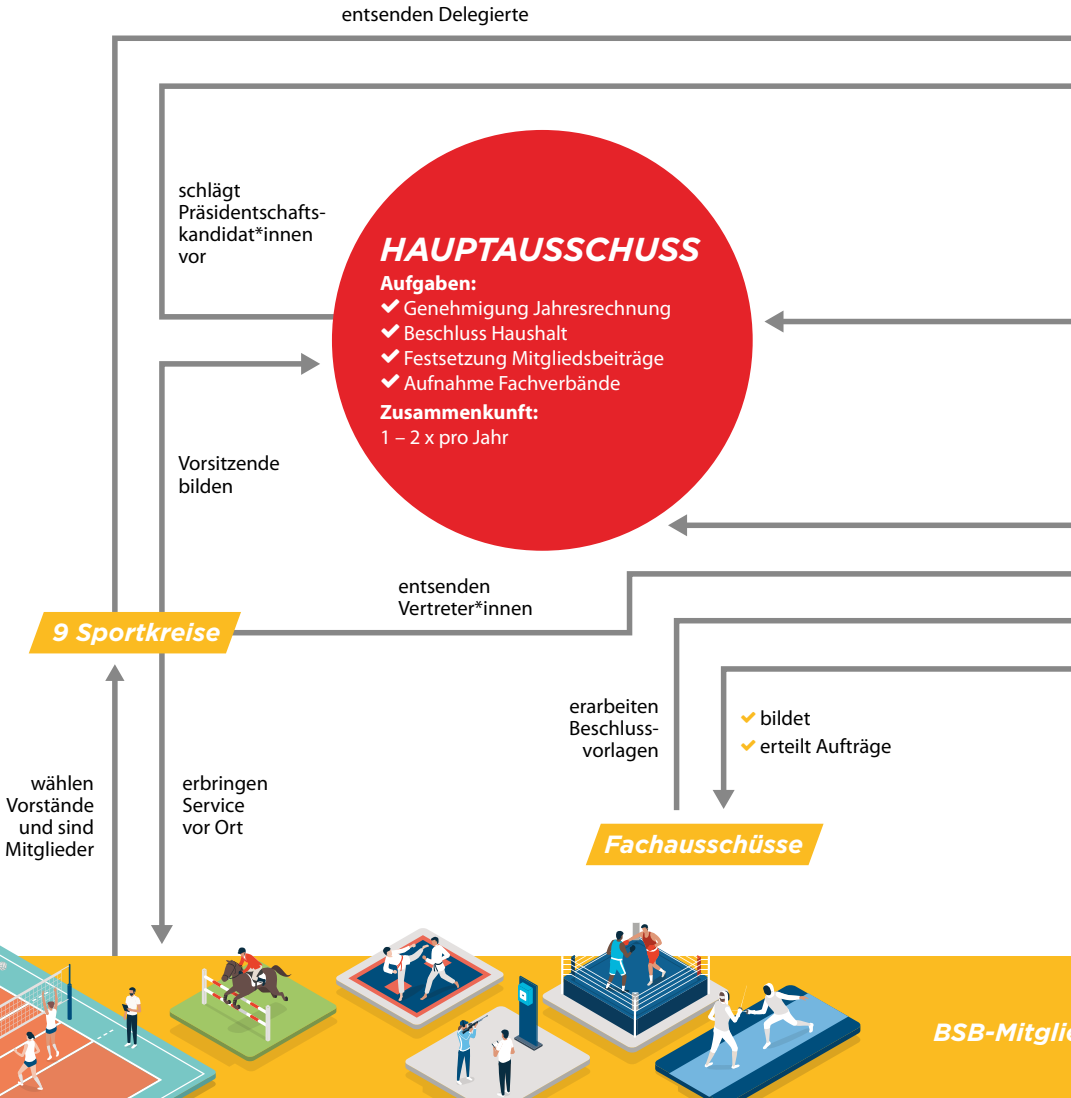 entsenden Delegierte
schlägt
Präsidentschafts-
kandidat*innen
vor
HAUPTAUSSCHUSS
Aufgaben:
✔ Genehmigung Jahresrechnung
✔ Beschluss Haushalt
✔ Festsetzung Mitgliedsbeiträge
✔ Aufnahme Fachverbände
Zusammenkunft:
1 – 2 x pro Jahr
Vorsitzende
bilden
entsenden
Vertreter*innen
9 Sportkreise
erarbeiten
Beschluss-
vorlagen
✔ bildet
✔ erteilt Aufträge
wählen
Vorstände
und sind
Mitglieder
erbringen
Service
vor Ort
Fachausschüsse
BSB-Mitglie